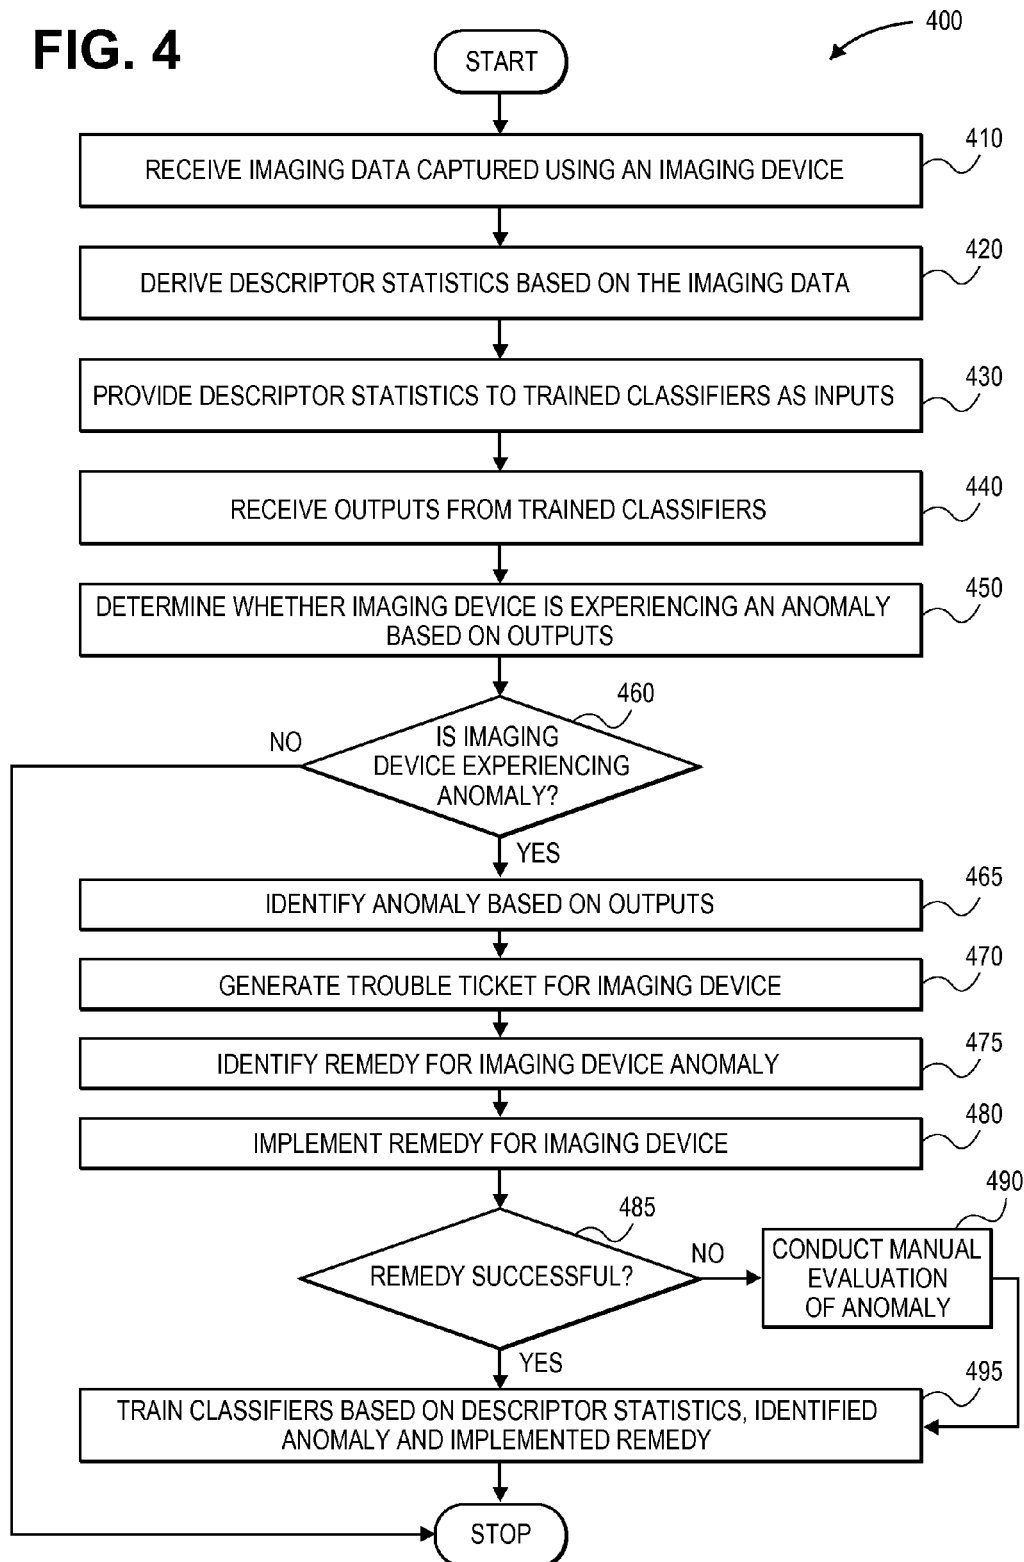 FIG. 4
400
START
RECEIVE IMAGING DATA CAPTURED USING AN IMAGING DEVICE
410
DERIVE DESCRIPTOR STATISTICS BASED ON THE IMAGING DATA
420
PROVIDE DESCRIPTOR STATISTICS TO TRAINED CLASSIFIERS AS INPUTS
430
RECEIVE OUTPUTS FROM TRAINED CLASSIFIERS
440
DETERMINE WHETHER IMAGING DEVICE IS EXPERIENCING AN ANOMALY
BASED ON OUTPUTS
450
460
NO
IS IMAGING
DEVICE EXPERIENCING
ANOMALY?
YES
IDENTIFY ANOMALY BASED ON OUTPUTS
465
GENERATE TROUBLE TICKET FOR IMAGING DEVICE
470
IDENTIFY REMEDY FOR IMAGING DEVICE ANOMALY
475
IMPLEMENT REMEDY FOR IMAGING DEVICE
480
485
REMEDY SUCCESSFUL?
NO
490
CONDUCT MANUAL
EVALUATION
OF ANOMALY
YES
TRAIN CLASSIFIERS BASED ON DESCRIPTOR STATISTICS, IDENTIFIED
ANOMALY AND IMPLEMENTED REMEDY
495
STOP